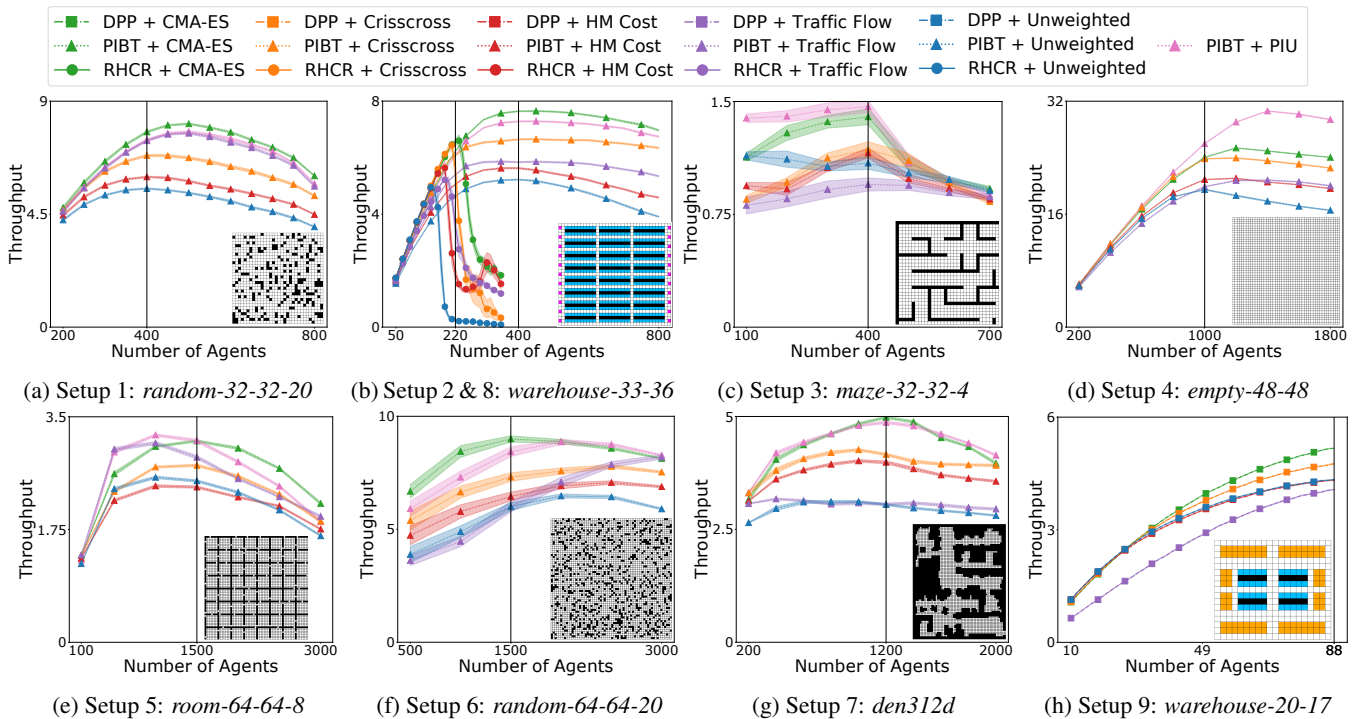 DPP + CMA-ES DPP + Crisscross DPP + HM Cost DPP + Traffic Flow DPP + Unweighted
PIBT + CMA-ES PIBT + Crisscross PIBT + HM Cost PIBT + Traffic Flow PIBT + Unweighted PIBT + PIU
RHCR + CMA-ES RHCR + Crisscross RHCR + HM Cost RHCR + Traffic Flow RHCR + Unweighted
9
4.5
0
Throughput
200 400 800
Number of Agents
(a) Setup 1: random-32-32-20
8
4
0
Throughput
50 220 400 800
Number of Agents
(b) Setup 2 & 8: warehouse-33-36
1.5
0.75
0
Throughput
100 400 700
Number of Agents
(c) Setup 3: maze-32-32-4
32
16
0
Throughput
200 1000 1800
Number of Agents
(d) Setup 4: empty-48-48
3.5
1.75
0
Throughput
100 1500 3000
Number of Agents
(e) Setup 5: room-64-64-8
10
5
0
Throughput
500 1500 3000
Number of Agents
(f) Setup 6: random-64-64-20
5
2.5
0
Throughput
200 1200 2000
Number of Agents
(g) Setup 7: den312d
6
3
0
Throughput
10 49 88
Number of Agents
(h) Setup 9: warehouse-20-17